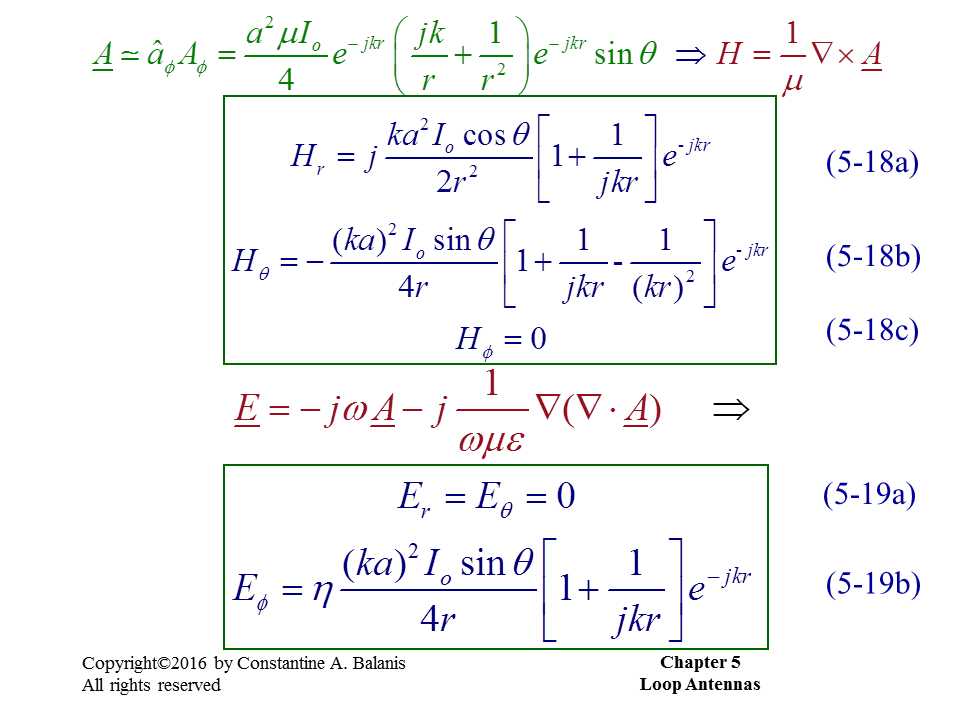 A ≃ â_ϕ A_ϕ = a² μ I_o / 4 e^{− jkr} ( jk / r + 1 / r² ) e^{− jkr} sin θ ⇒ H = 1 / μ ∇ × A
H_r = j ka² I_o cos θ / 2r² [ 1 + 1 / jkr ] e^{- jkr} (5-18a)
H_θ = − (ka)² I_o sin θ / 4r [ 1 + 1 / jkr - 1 / (kr)² ] e^{- jkr} (5-18b)
H_ϕ = 0 (5-18c)
E = − jω A − j 1 / ωμε ∇(∇ · A) ⇒
E_r = E_θ = 0 (5-19a)
E_ϕ = η (ka)² I_o sin θ / 4r [ 1 + 1 / jkr ] e^{− jkr} (5-19b)
Copyright©2016 by Constantine A. Balanis
All rights reserved
Chapter 5
Loop Antennas